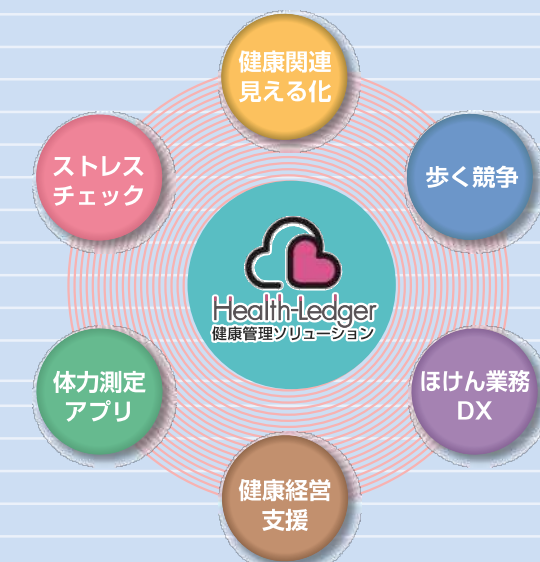 健康関連
見える化
歩く競争
ほけん業務
DX
健康経営
支援
体力測定
アプリ
ストレス
チェック
Health-Ledger
健康管理ソリューション